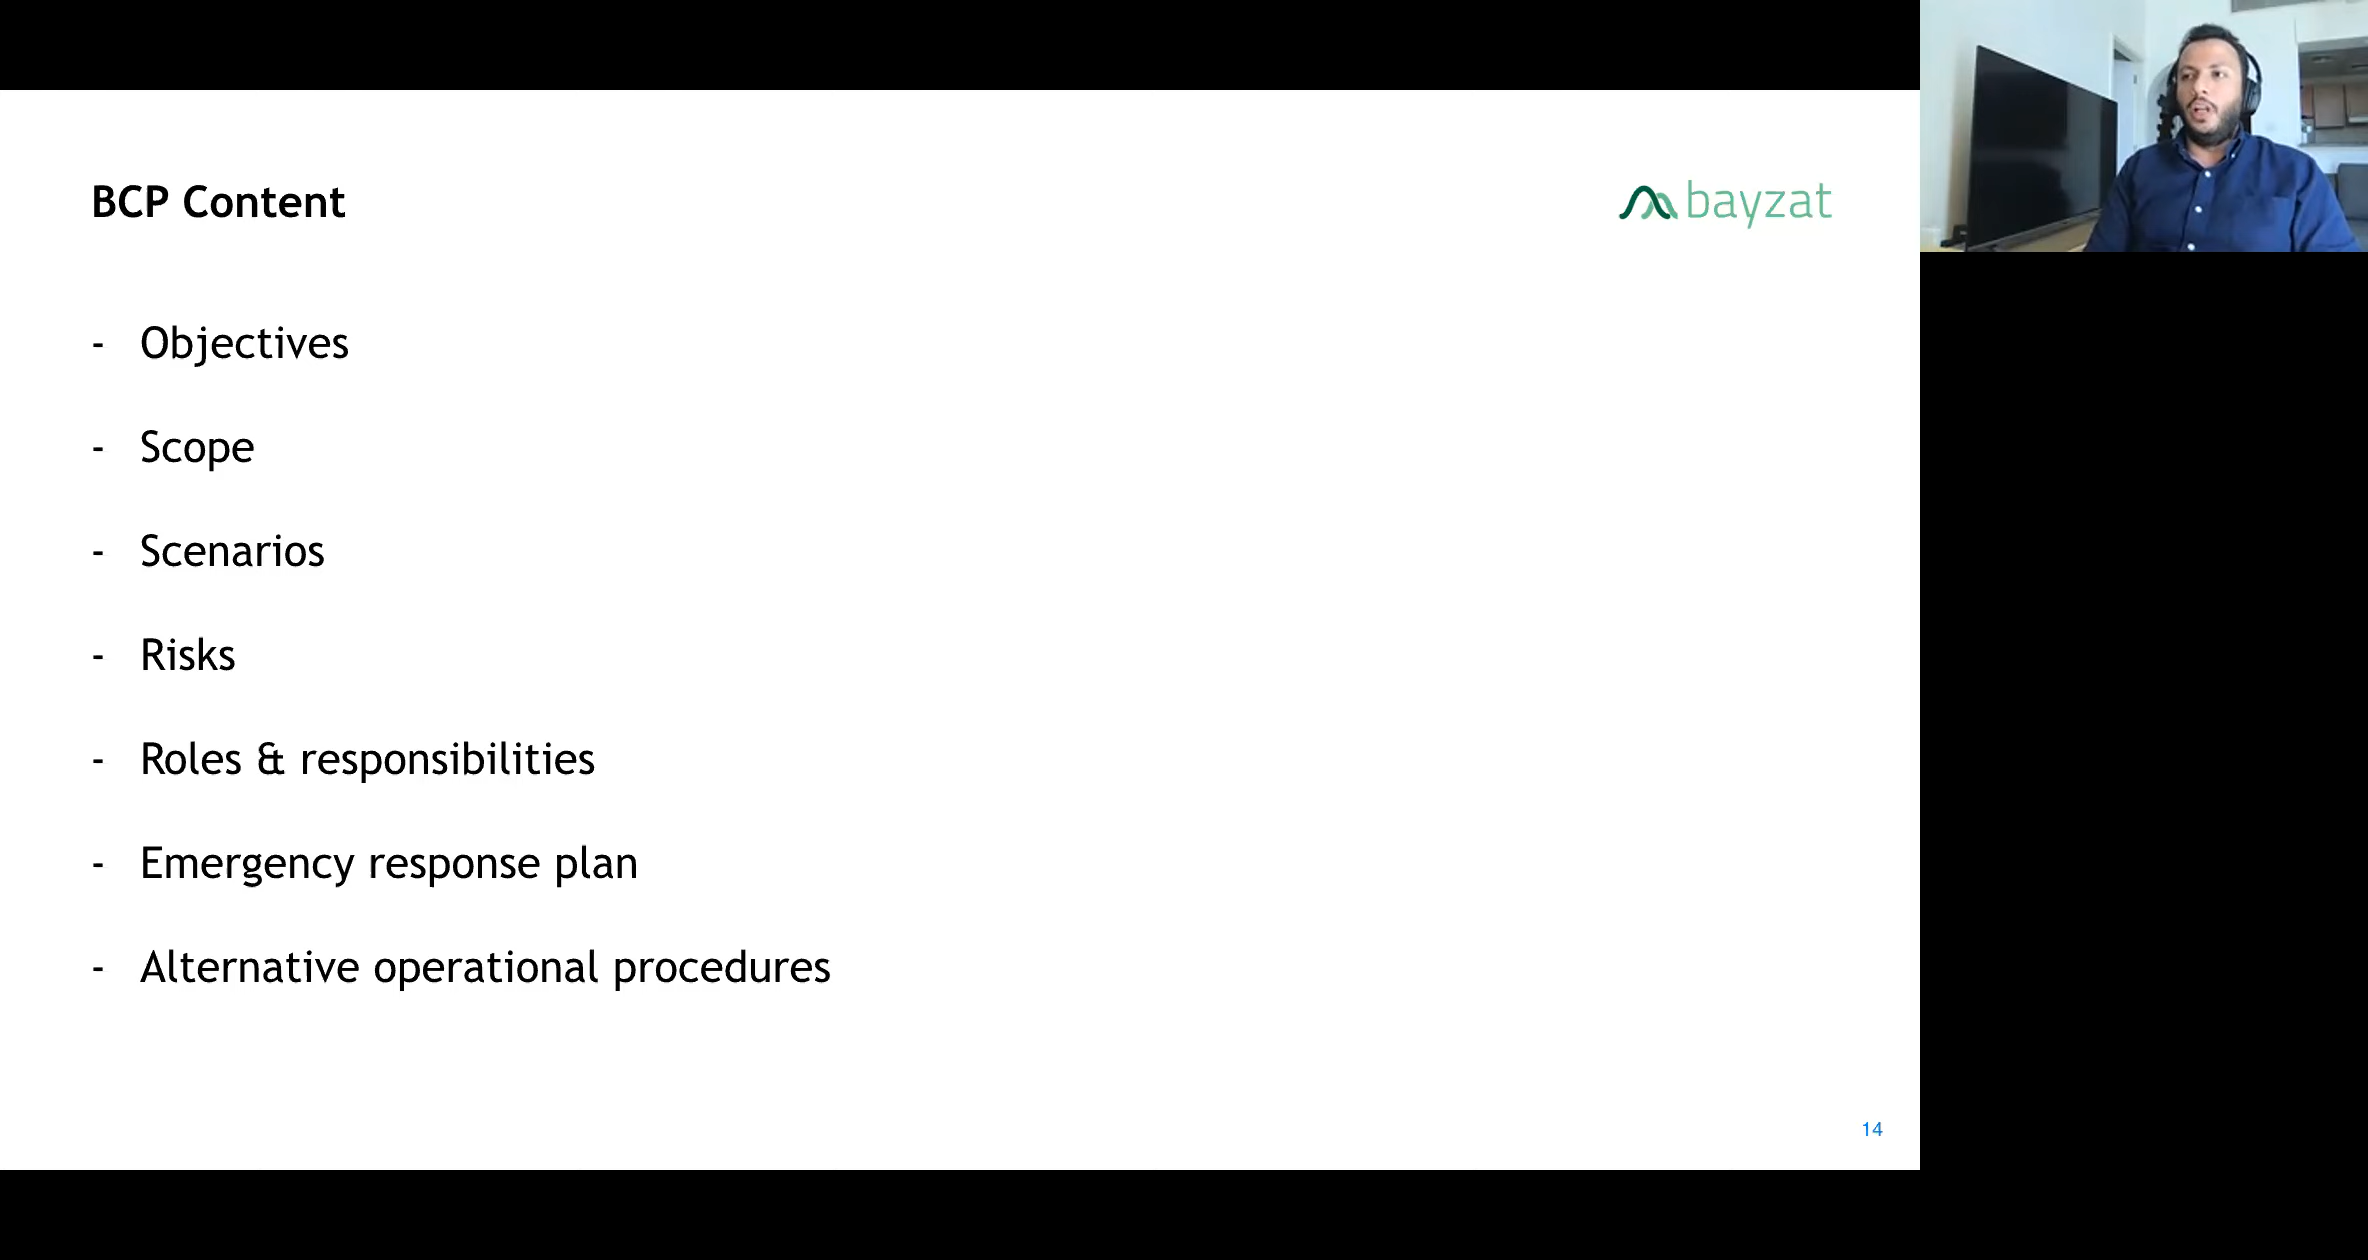 BCP Content
bayzat
- Objectives
- Scope
- Scenarios
- Risks
- Roles & responsibilities
- Emergency response plan
- Alternative operational procedures
14